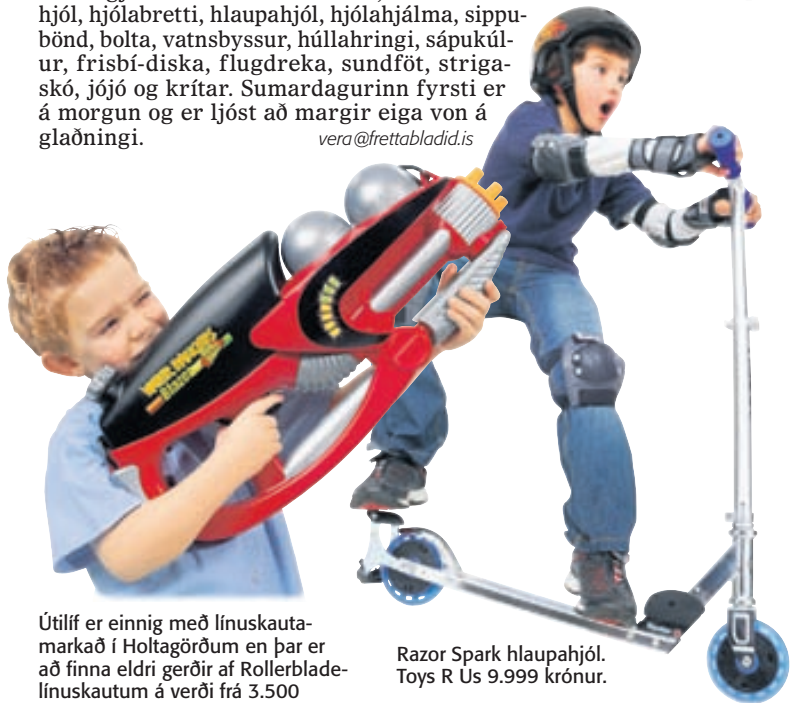 hjól, hjólabretti, hlaupahjól, hjólahjálma, sippu-
bönd, bolta, vatnsbyssur, húllahringi, sápukúl-
ur, frisbí-diska, flugdreka, sundföt, striga-
skó, jójó og krítar. Sumardagurinn fyrsti er
á morgun og er ljóst að margir eiga von á
glaðningi.
vera@frettabladid.is
Útilíf er einnig með línuskauta-
markað í Holtagörðum en þar er
að finna eldri gerðir af Rollerblade-
línuskautum á verði frá 3.500
Razor Spark hlaupahjól.
Toys R Us 9.999 krónur.